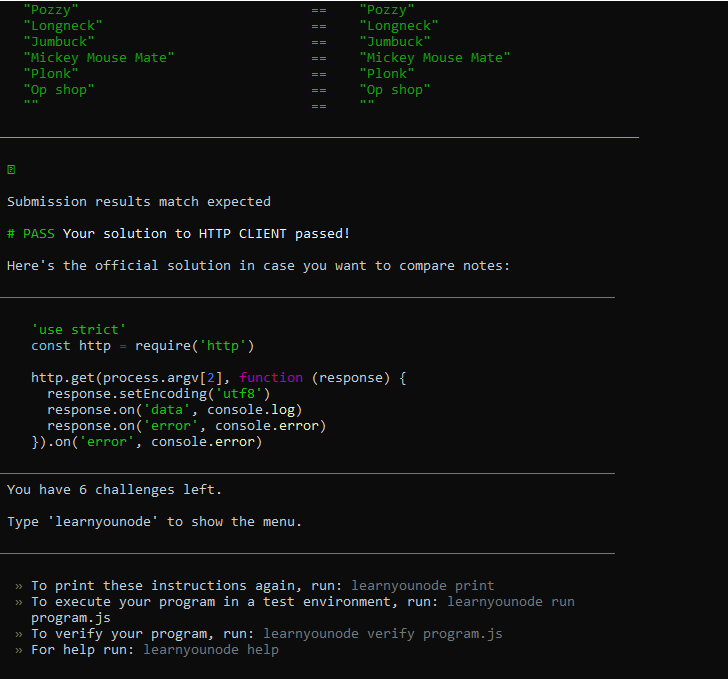 "Pozzy" == "Pozzy"
"Longneck" == "Longneck"
"Jumbuck" == "Jumbuck"
"Mickey Mouse Mate" == "Mickey Mouse Mate"
"Plonk" == "Plonk"
"Op shop" == "Op shop"
"" == ""
Submission results match expected
# PASS Your solution to HTTP CLIENT passed!
Here's the official solution in case you want to compare notes:
'use strict'
const http = require('http')
http.get(process.argv[2], function (response) {
response.setEncoding('utf8')
response.on('data', console.log)
response.on('error', console.error)
}).on('error', console.error)
You have 6 challenges left.
Type 'learnyounode' to show the menu.
» To print these instructions again, run: learnyounode print
» To execute your program in a test environment, run: learnyounode run
program.js
» To verify your program, run: learnyounode verify program.js
» For help run: learnyounode help